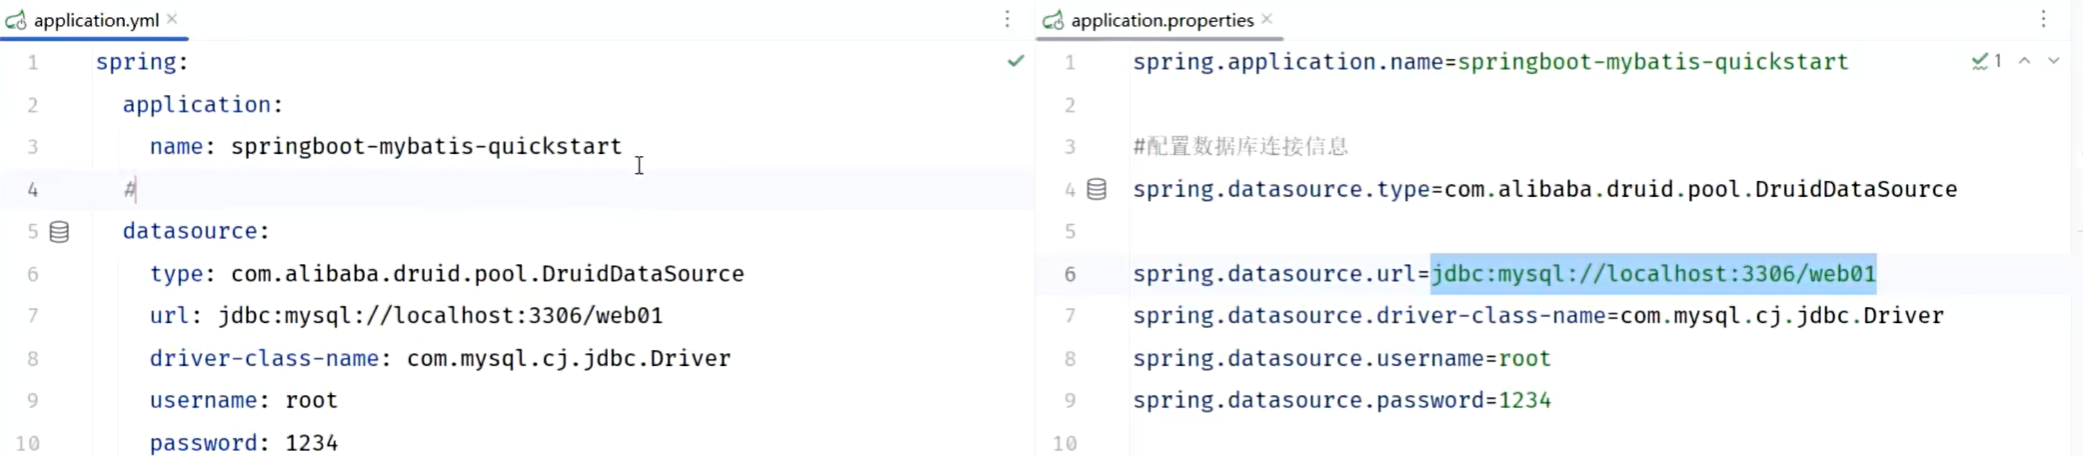 application.yml
1 spring:
2 application:
3 name: springboot-mybatis-quickstart
4 #
5 datasource:
6 type: com.alibaba.druid.pool.DruidDataSource
7 url: jdbc:mysql://localhost:3306/web01
8 driver-class-name: com.mysql.cj.jdbc.Driver
9 username: root
10 password: 1234
application.properties
1 spring.application.name=springboot-mybatis-quickstart
1
2
3 #配置数据库连接信息
4 spring.datasource.type=com.alibaba.druid.pool.DruidDataSource
5
6 spring.datasource.url=jdbc:mysql://localhost:3306/web01
7 spring.datasource.driver-class-name=com.mysql.cj.jdbc.Driver
8 spring.datasource.username=root
9 spring.datasource.password=1234
10